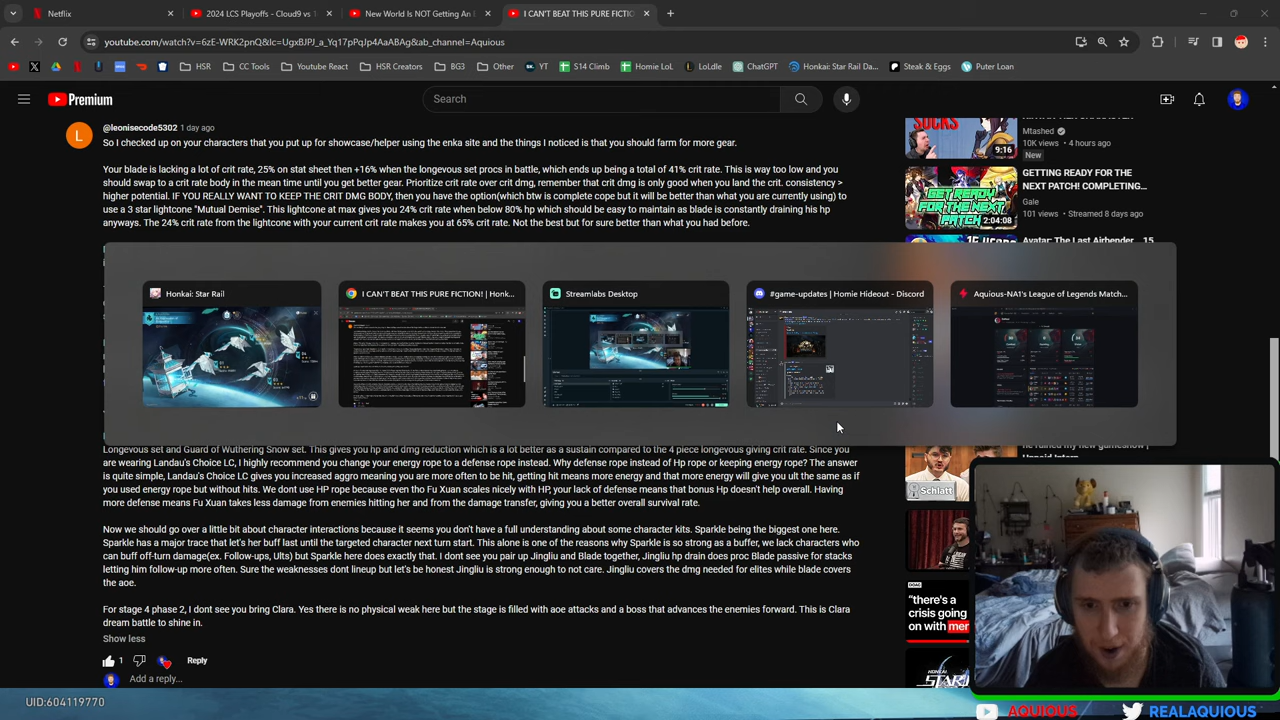 Netflix
2024 LCS Playoffs - Cloud9 vs
New World Is NOT Getting An
I CAN'T BEAT THIS PURE FICTIO
youtube.com/watch?v=6zE-WRK2pnQ&lc=UgxBJPJ_a_Yq17pPqJp4AaABAg&ab_channel=Aquious
HSR
CC Tools
Youtube React
HSR Creators
BG3
Other
YT
S14 Climb
Homie LoL
LoLdle
ChatGPT
Honkai: Star Rail Da...
Steak & Eggs
Puter Loan
Premium
Search
@leonisecode5302 1 day ago
So I checked up on your characters that you put up for showcase/helper using the enka site and the things I noticed is that you should farm for more gear.
Your blade is lacking a lot of crit rate, 25% on stat sheet then +16% when the longevous set procs in battle, which ends up being a total of 41% crit rate. This is way too low and you
should swap to a crit rate body in the mean time until you get better gear. Prioritize crit rate over crit dmg, remember that crit dmg is only good when you land the crit. consistency >
higher potential. IF YOU REALLY WANT TO KEEP THE CRIT DMG BODY, then you have the option(which btw is complete cope but it will be better than what you are currently using) to
use a 3 star lightcone "Mutual Demise". This lightcone at max gives you 24% crit rate when below 80% hp which should be easy to maintain as blade is constantly draining his hp
anyways. The 24% crit rate from the lightcone with your current crit rate makes you at 65% crit rate. Not the best but for sure better than what you had before.
Mtashed
10K views • 4 hours ago
New
9:16
GETTING READY FOR THE
NEXT PATCH! COMPLETING...
Gale
101 views • Streamed 8 days ago
GET READY
FOR THE
NEXT PATCH
2:04:08
Avatar: The Last Airbender
Honkai: Star Rail
I CAN'T BEAT THIS PURE FICTION! | Honk...
Streamlabs Desktop
#game-updates | Homie Hideout - Discord
Aquious-NA1's League of Legends Match...
Longevous set and Guard of Wuthering Snow set. This gives you hp and dmg reduction which is a lot better as a sustain compared to the 4 piece longevous giving crit rate. Since you
are wearing Landau's Choice LC, I highly recommend you change your energy rope to a defense rope instead. Why defense rope instead of Hp rope or keeping energy rope? The answer
is quite simple, Landau's Choice LC gives you increased aggro meaning you are more often to be hit, getting hit means more energy and that more energy will give you ult the same as if
you used energy rope but without hits. We dont use HP rope because even tho Fu Xuan scales nicely with HP, your lack of defense means that bonus Hp doesn't help overall. Having
more defense means Fu Xuan takes less damage from enemies hitting her and from the damage transfer, giving you a better overall survival rate.
Now we should go over a little bit about character interactions because it seems you don't have a full understanding about some character kits. Sparkle being the biggest one here.
Sparkle has a major trace that let's her buff last until the targeted character next turn start. This alone is one of the reasons why Sparkle is so strong as a buffer, we lack characters who
can buff off-turn damage(ex. Follow-ups, Ults) but Sparkle here does exactly that. I dont see you pair up Jingliu and Blade together, Jingliu hp drain does proc Blade passive for stacks
letting him follow-up more often. Sure the weaknesses dont lineup but let's be honest Jingliu is strong enough to not care. Jingliu covers the dmg needed for elites while blade covers
the aoe.
For stage 4 phase 2, I dont see you bring Clara. Yes there is no physical weak here but the stage is filled with aoe attacks and a boss that advances the enemies forward. This is Clara
dream battle to shine in.
Show less
1
Reply
Add a reply...
Schlatt
"there's a
crisis going
on with
UID:604119770
AQUIOUS
REALAQUIOUS